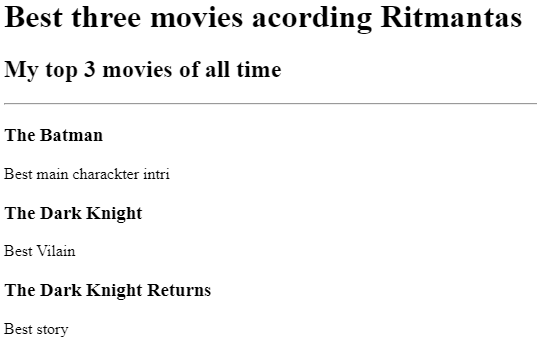 Best three movies acording Ritmantas
My top 3 movies of all time
The Batman
Best main charackter intri
The Dark Knight
Best Vilain
The Dark Knight Returns
Best story